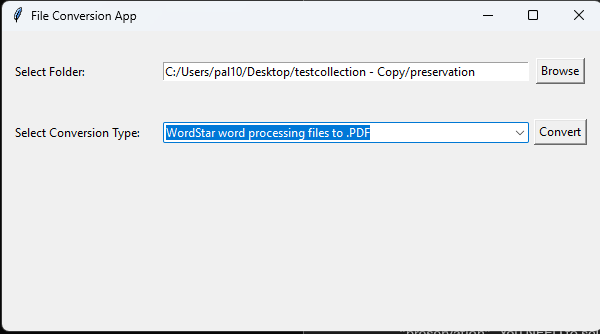 File Conversion App
Select Folder: C:/Users/pal10/Desktop/testcollection - Copy/preservation Browse
Select Conversion Type: WordStar word processing files to .PDF Convert